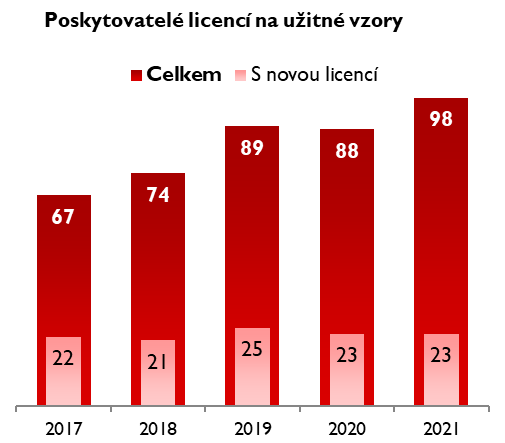 Poskytovatelé licencí na užitné vzory
Celkem S novou licencí
67 74 89 88 98
22 21 25 23 23
2017 2018 2019 2020 2021